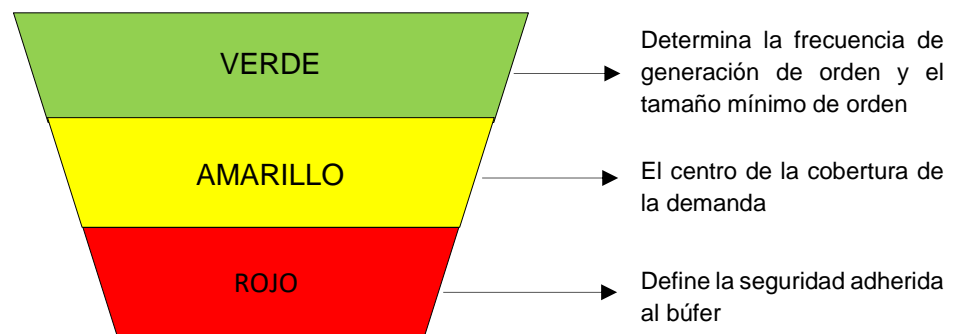 VERDE
Determina la frecuencia de
generación de orden y el
tamaño mínimo de orden
AMARILLO
El centro de la cobertura de
la demanda
ROJO
Define la seguridad adherida
al búfer